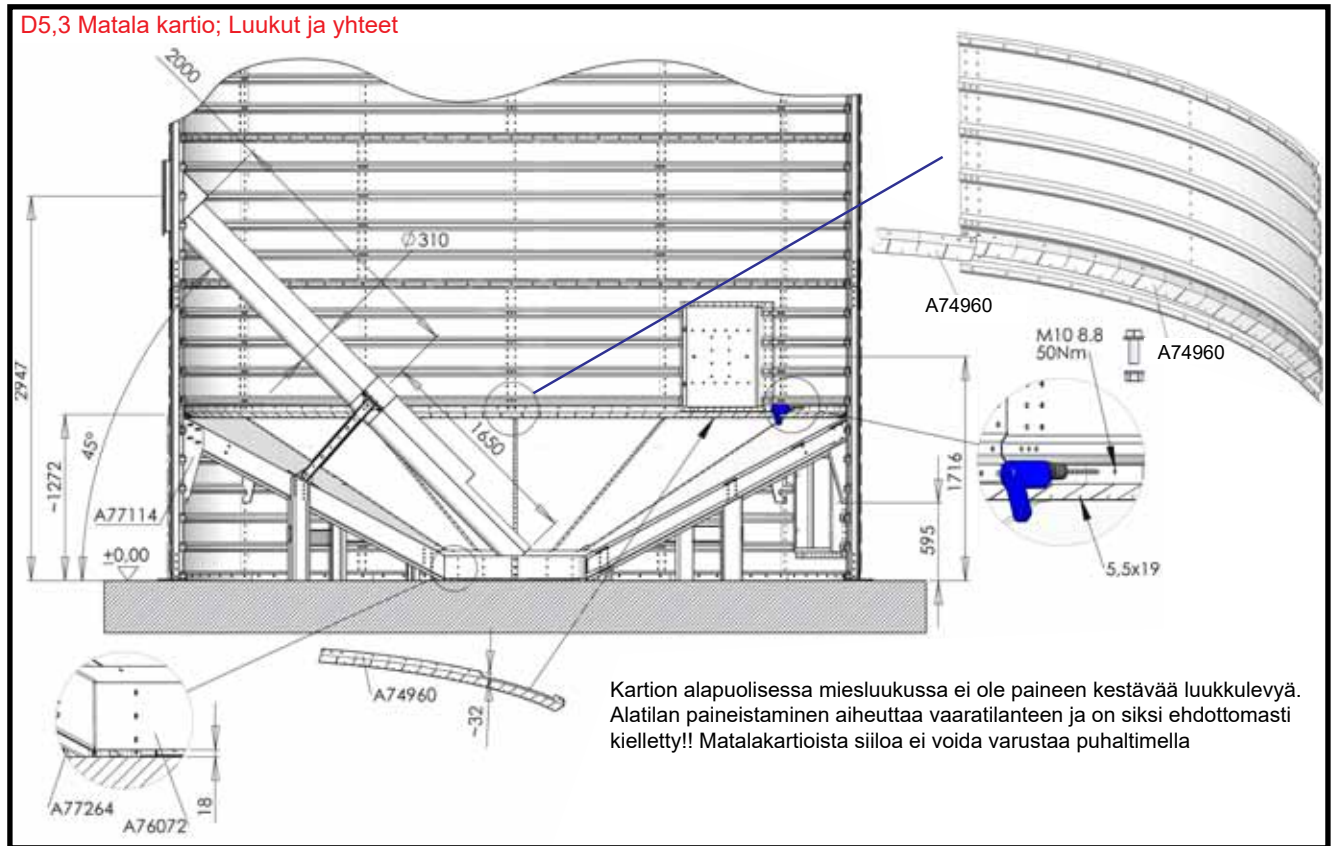 D5,3 Matala kartio; Luukut ja yhteet
2000
Ø310
2947
45°
~1272
1650
A77114
±0,00
A74960
A74960
M10 8.8
50Nm
1716
595
5,5x19
A74960
~32
A77264
A76072
18
Kartion alapuolisessa miesluukussa ei ole paineen kestävää luukkulevyä.
Alatilan paineistaminen aiheuttaa vaaratilanteen ja on siksi ehdottomasti
kielletty!! Matalakartioista siiloa ei voida varustaa puhaltimella